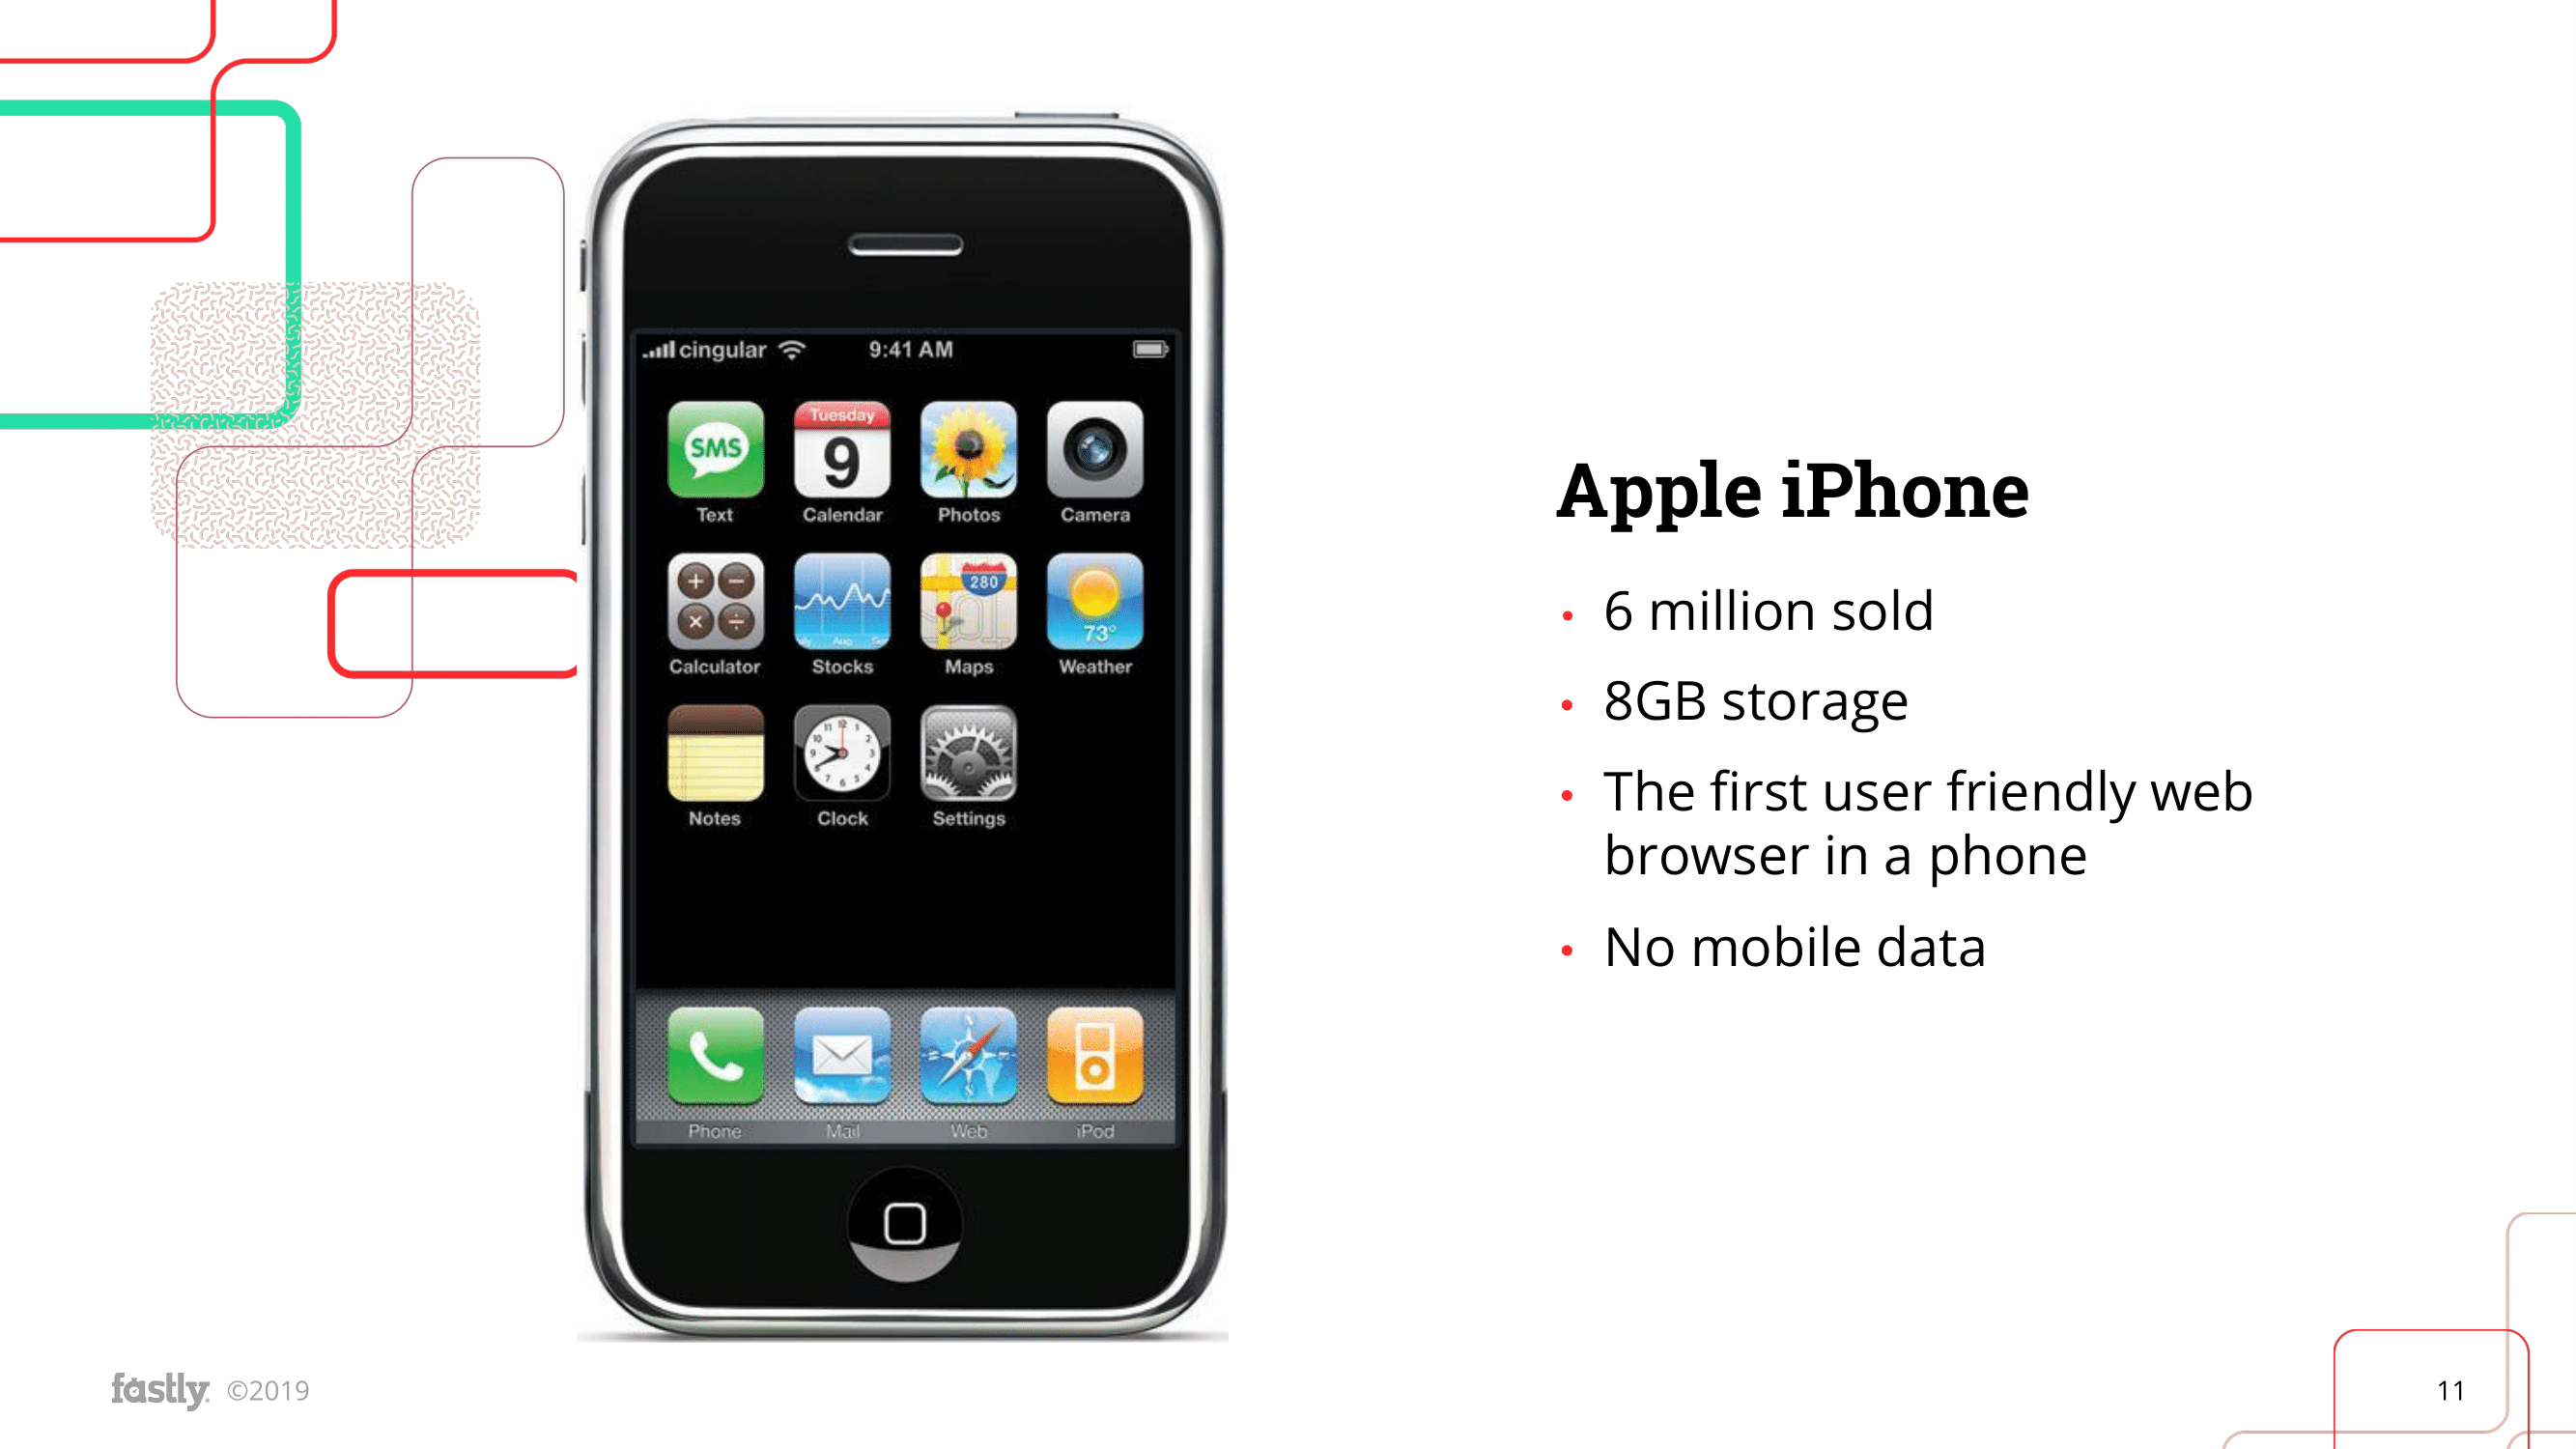 cingular 9:41 AM
SMS Tuesday 9
Text Calendar Photos Camera
280 73°
Calculator Stocks Maps Weather
Notes Clock Settings
Phone Mail Web iPod
Apple iPhone
• 6 million sold
• 8GB storage
• The first user friendly web
browser in a phone
• No mobile data
fastly ©2019
11